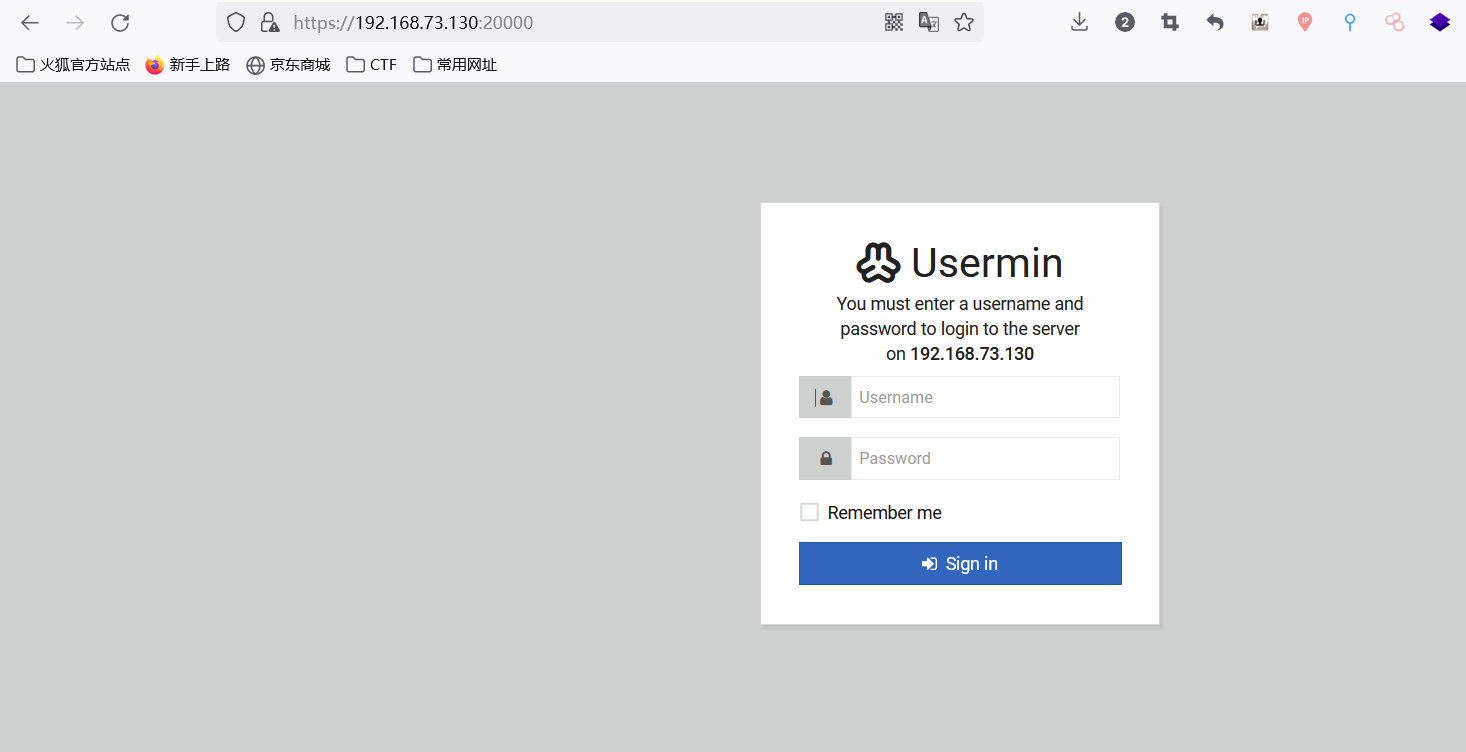 https://192.168.73.130:20000
2
火狐官方站点 新手上路 京东商城 CTF 常用网址
Usermin
You must enter a username and
password to login to the server
on 192.168.73.130
Username
Password
Remember me
Sign in